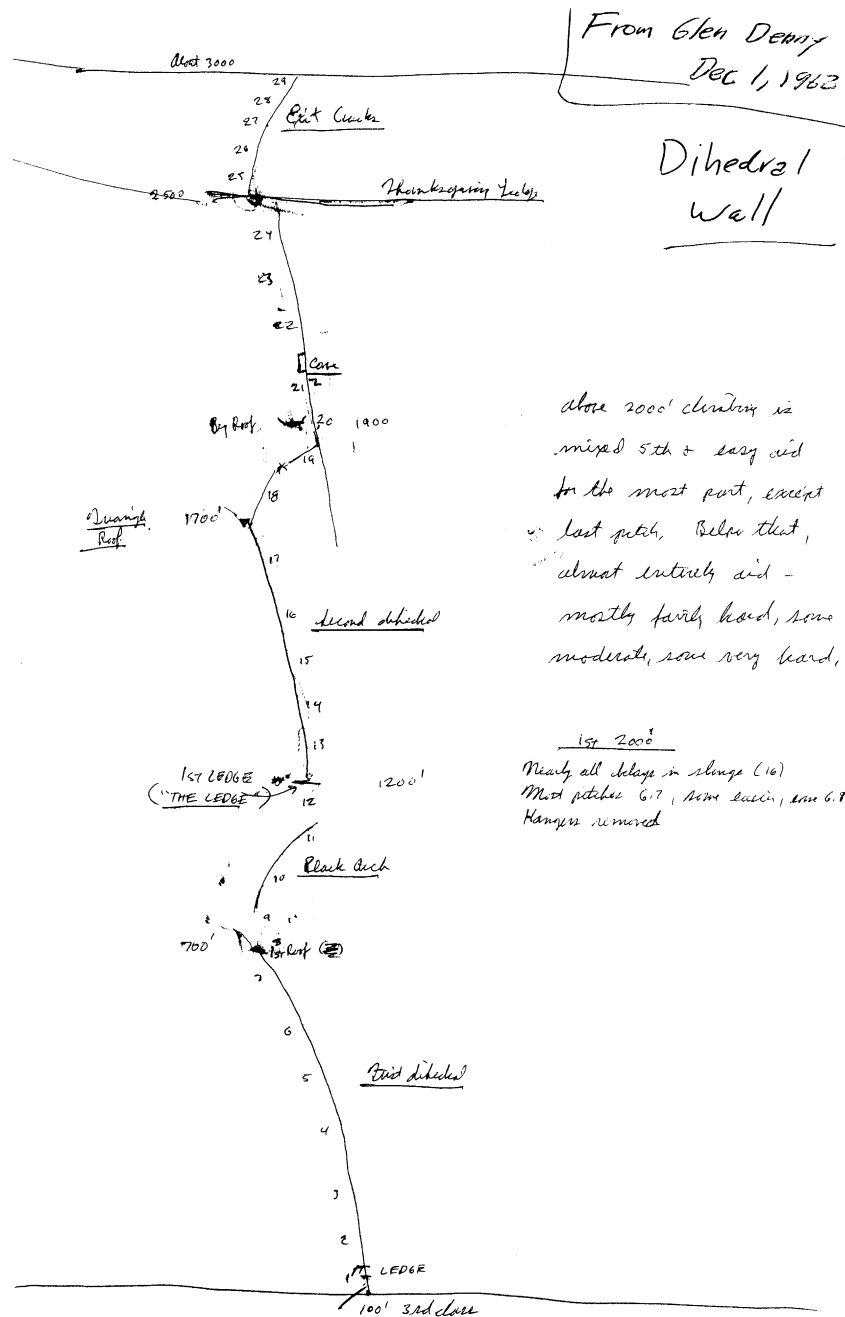 From Glen Denny
Dec 1, 1962
About 3000
Dihedral
Wall
29
28
27
Exit Cracks
26
25
2500
Thanksgiving Ledge
24
23
22
Cave
21
Big Roof
20
1900
19
18
Triangle
Roof
1700'
17
16
Second dihedral
15
14
13
1ST LEDGE
("THE LEDGE")
1200'
12
11
Black Arch
10
9
700'
1st Roof
7
6
5
First dihedral
4
3
2
1
LEDGE
100' 3rd class
above 2000' climbing is
mixed 5th & easy aid
for the most part, except
last pitch. Below that,
almost entirely aid -
mostly fairly hard, some
moderate, some very hard,
1st 2000'
Nearly all belays in slings (16)
Most pitches 6.7, some easier, some 6.8
Hangers removed